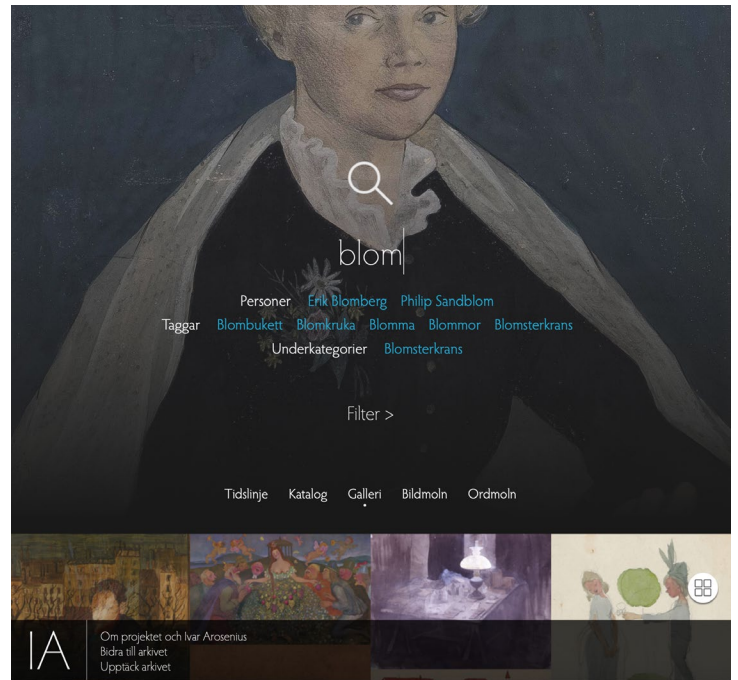 blom
Personer Erik Blomberg Philip Sandblom
Taggar Blombukett Blomkruka Blomma Blommor Blomsterkrans
Underkategorier Blomsterkrans
Filter >
Tidslinje Katalog Galleri Bildmoln Ordmoln
IA
Om projektet och Ivar Arosenius
Bidra till arkivet
Upptäck arkivet